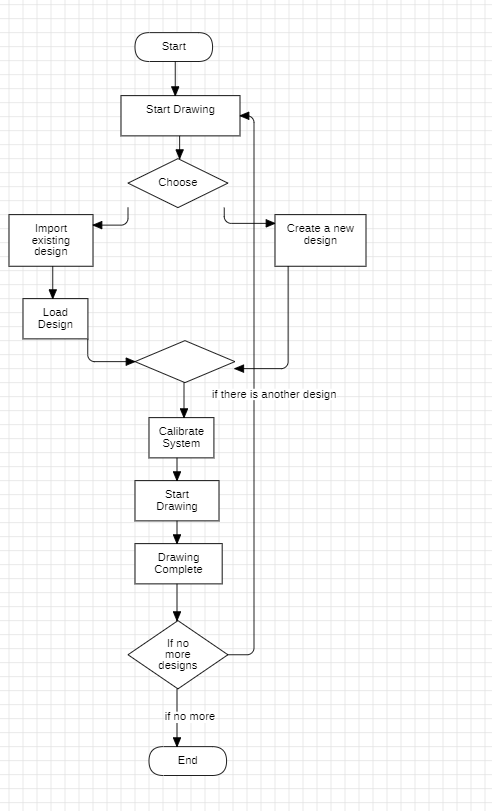 Start
Start Drawing
Choose
Import
existing
design
Create a new
design
Load
Design
if there is another design
Calibrate
System
Start
Drawing
Drawing
Complete
If no
more
designs
if no more
End